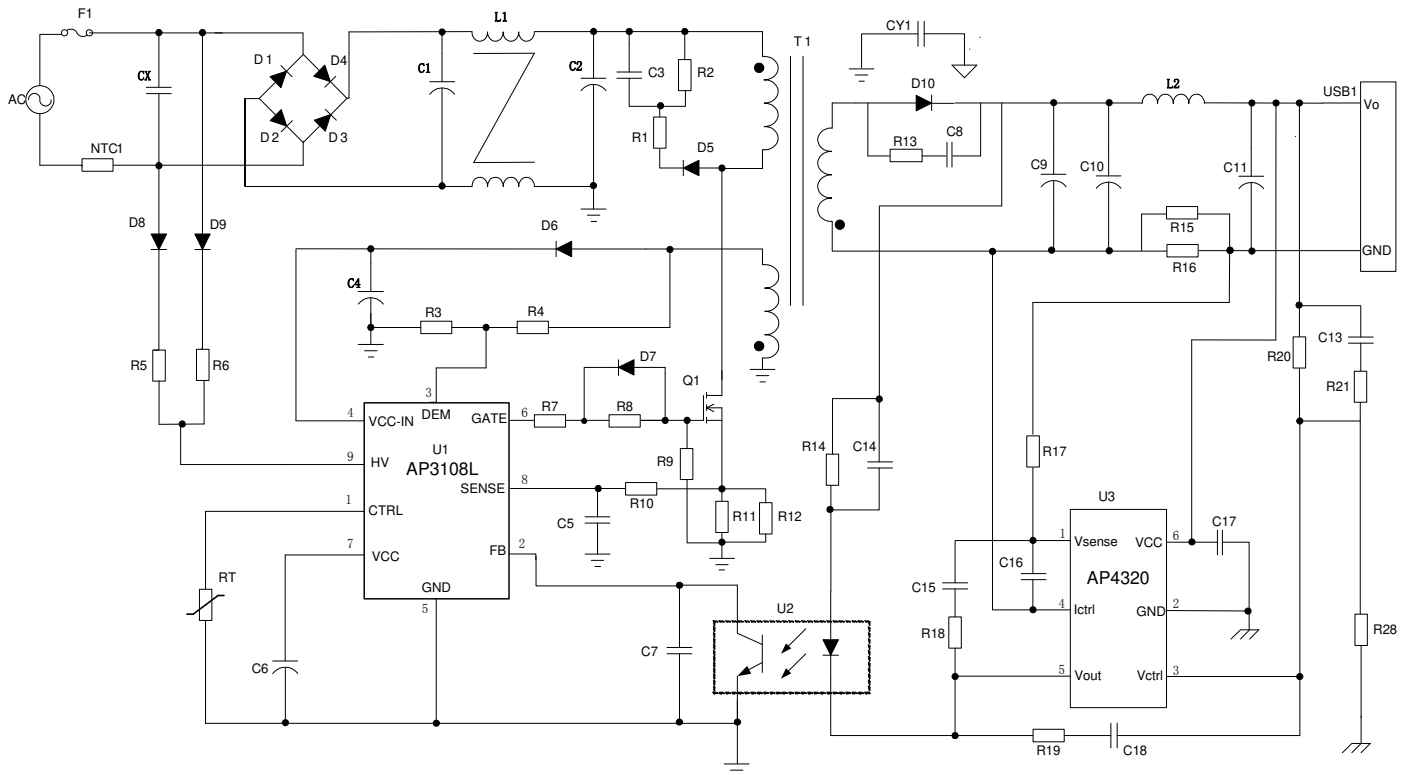 F1
L1
T1
CY1
D1
D4
CX
C1
C2
C3
R2
D10
L2
USB1
Vo
AC
D2
D3
R1
R13
C8
NTC1
D5
C9
C10
C11
D8
D9
D6
R15
R16
GND
C4
R3
R4
C13
R5
R6
D7
R20
Q1
R21
3
DEM
4
VCC-IN
GATE
6
R7
R8
U1
AP3108L
9
HV
R9
R14
C14
R17
SENSE
8
R10
U3
1
CTRL
C5
R11
R12
C17
7
VCC
FB
2
1
Vsense
VCC
6
C16
AP4320
RT
GND
C15
5
U2
4
Ictrl
GND
2
R18
R28
C6
C7
5
Vout
Vctrl
3
R19
C18